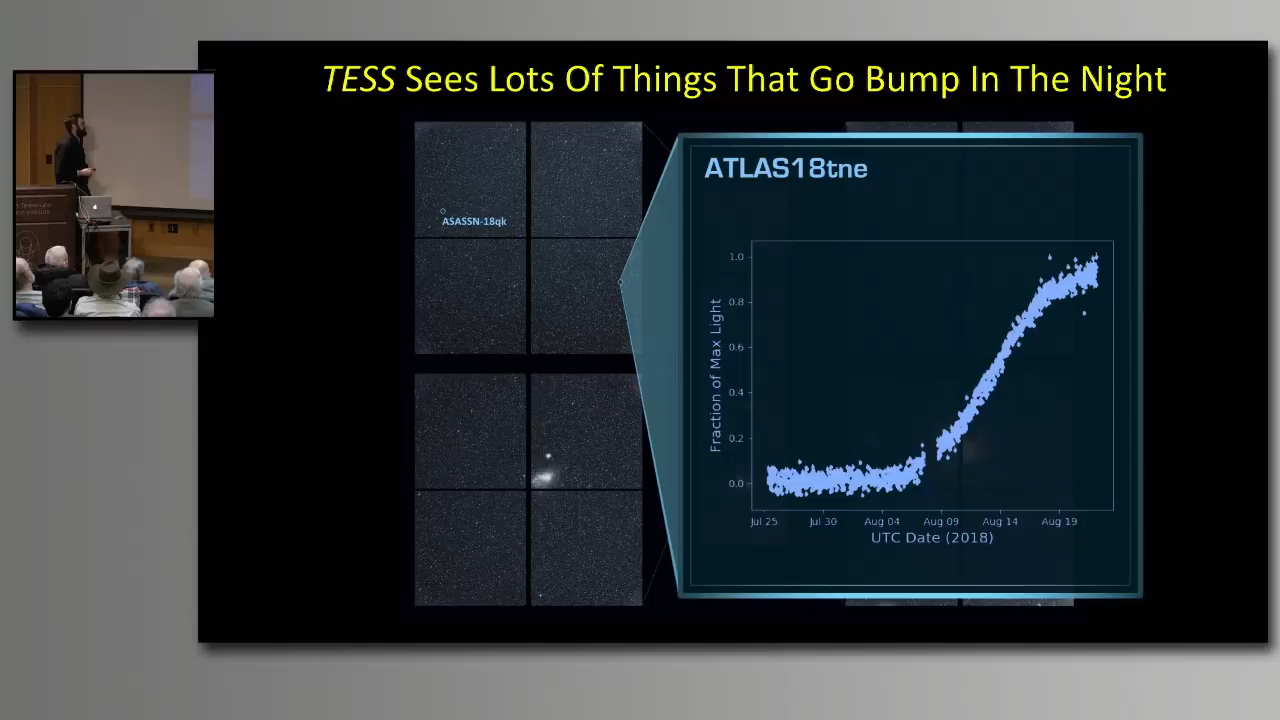 TESS Sees Lots Of Things That Go Bump In The Night
ATLAS18tne
ASASSN-18qk
Fraction of Max Light
1.0
0.8
0.6
0.4
0.2
0.0
Jul 25 Jul 30 Aug 04 Aug 09 Aug 14 Aug 19
UTC Date (2018)